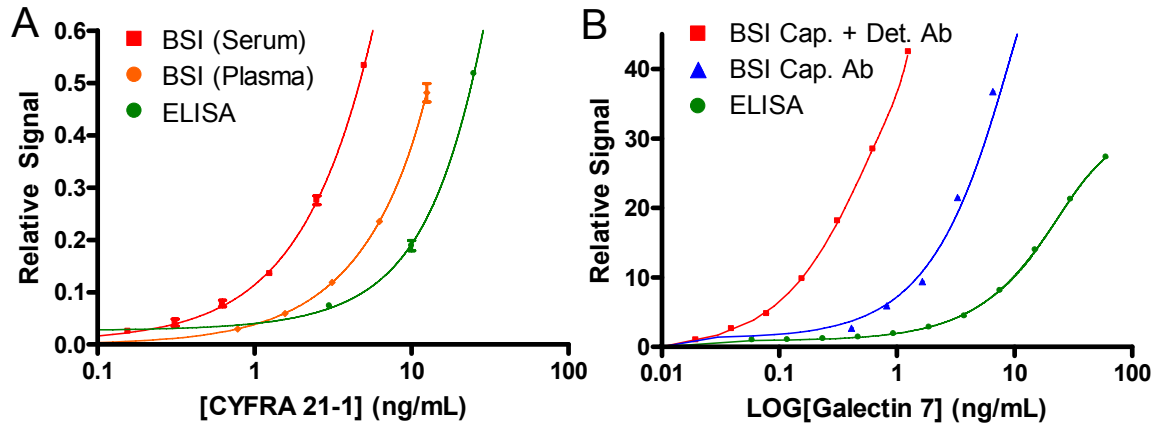 A
BSI (Serum)
BSI (Plasma)
ELISA
Relative Signal
0.6
0.5
0.4
0.3
0.2
0.1
0.0
0.1 1 10 100
[CYFRA 21-1] (ng/mL)
B
BSI Cap. + Det. Ab
BSI Cap. Ab
ELISA
Relative Signal
40
30
20
10
0
0.01 0.1 1 10 100
LOG[Galectin 7] (ng/mL)